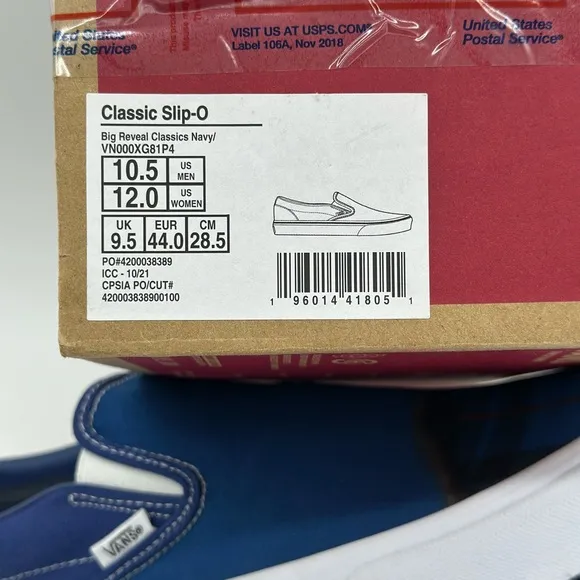 VISIT US AT USPS.COM®
Label 106A, Nov 2018
United States
Postal Service®
United States
Postal Service®
Classic Slip-O
Big Reveal Classics Navy/
VN000XG81P4
10.5 US MEN
12.0 US WOMEN
UK EUR CM
9.5 44.0 28.5
PO#4200038389
ICC - 10/21
CPSIA PO/CUT#
420003838900100
1 96014 41805 1
VANS